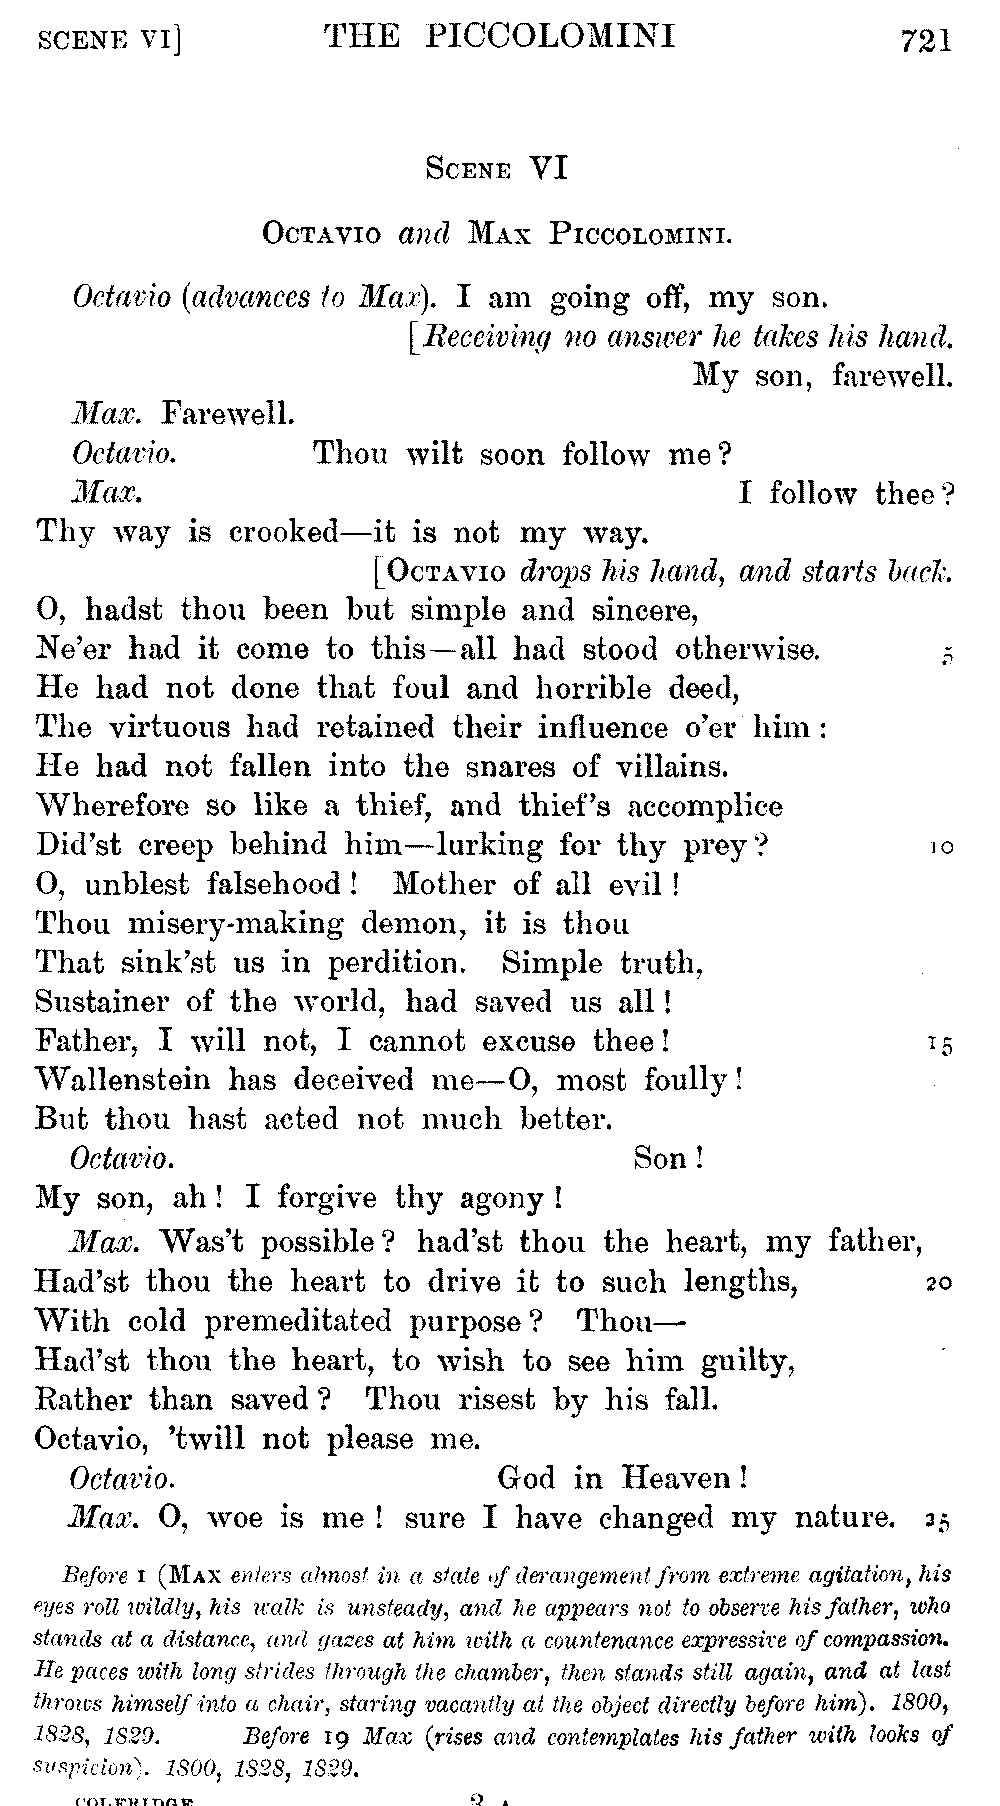 SCENE VI] THE PICCOLOMINI 721
SCENE VI
OCTAVIO and MAX PICCOLOMINI.
Octavio (advances to Max). I am going off, my son.
[Receiving no answer he takes his hand.
My son, farewell.
Max. Farewell.
Octavio. Thou wilt soon follow me?
Max. I follow thee?
Thy way is crooked—it is not my way.
[OCTAVIO drops his hand, and starts back.
O, hadst thou been but simple and sincere,
Ne'er had it come to this—all had stood otherwise. 5
He had not done that foul and horrible deed,
The virtuous had retained their influence o'er him:
He had not fallen into the snares of villains.
Wherefore so like a thief, and thief's accomplice
Did'st creep behind him—lurking for thy prey? 10
O, unblest falsehood! Mother of all evil!
Thou misery-making demon, it is thou
That sink'st us in perdition. Simple truth,
Sustainer of the world, had saved us all!
Father, I will not, I cannot excuse thee! 15
Wallenstein has deceived me—O, most foully!
But thou hast acted not much better.
Octavio. Son!
My son, ah! I forgive thy agony!
Max. Was't possible? had'st thou the heart, my father,
Had'st thou the heart to drive it to such lengths, 20
With cold premeditated purpose? Thou—
Had'st thou the heart, to wish to see him guilty,
Rather than saved? Thou risest by his fall.
Octavio, 'twill not please me.
Octavio. God in Heaven!
Max. O, woe is me! sure I have changed my nature. 25
Before 1 (MAX enters almost in a state of derangement from extreme agitation, his
eyes roll wildly, his walk is unsteady, and he appears not to observe his father, who
stands at a distance, and gazes at him with a countenance expressive of compassion.
He paces with long strides through the chamber, then stands still again, and at last
throws himself into a chair, staring vacantly at the object directly before him). 1800,
1828, 1829. Before 19 Max (rises and contemplates his father with looks of
suspicion). 1800, 1828, 1829.
COLERIDGE 3 A